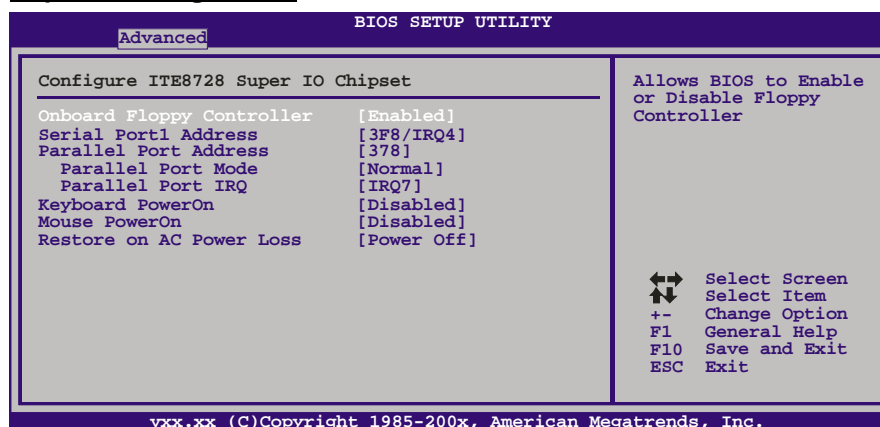 BIOS SETUP UTILITY
Advanced
Configure ITE8728 Super IO Chipset
Onboard Floppy Controller [Enabled]
Serial Port1 Address [3F8/IRQ4]
Parallel Port Address [378]
Parallel Port Mode [Normal]
Parallel Port IRQ [IRQ7]
Keyboard PowerOn [Disabled]
Mouse PowerOn [Disabled]
Restore on AC Power Loss [Power Off]
Allows BIOS to Enable
or Disable Floppy
Controller
Select Screen
Select Item
+- Change Option
F1 General Help
F10 Save and Exit
ESC Exit
vxx.xx (C)Copyright 1985-200x, American Megatrends, Inc.